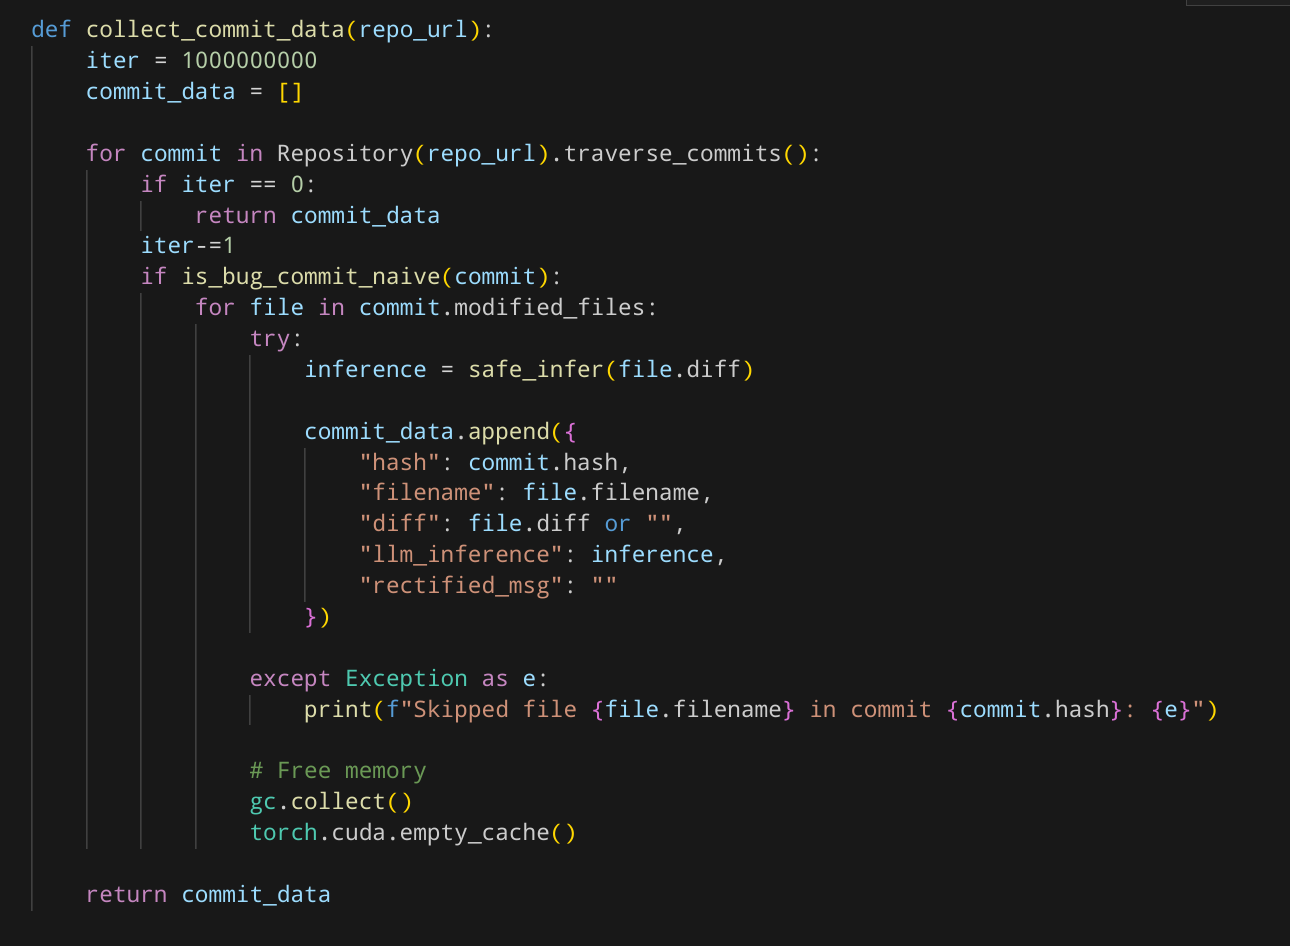 def collect_commit_data(repo_url):
    iter = 1000000000
    commit_data = []

    for commit in Repository(repo_url).traverse_commits():
        if iter == 0:
            return commit_data
        iter-=1
        if is_bug_commit_naive(commit):
            for file in commit.modified_files:
                try:
                    inference = safe_infer(file.diff)

                    commit_data.append({
                        "hash": commit.hash,
                        "filename": file.filename,
                        "diff": file.diff or "",
                        "llm_inference": inference,
                        "rectified_msg": ""
                    })

                except Exception as e:
                    print(f"Skipped file {file.filename} in commit {commit.hash}: {e}")

                # Free memory
                gc.collect()
                torch.cuda.empty_cache()

    return commit_data